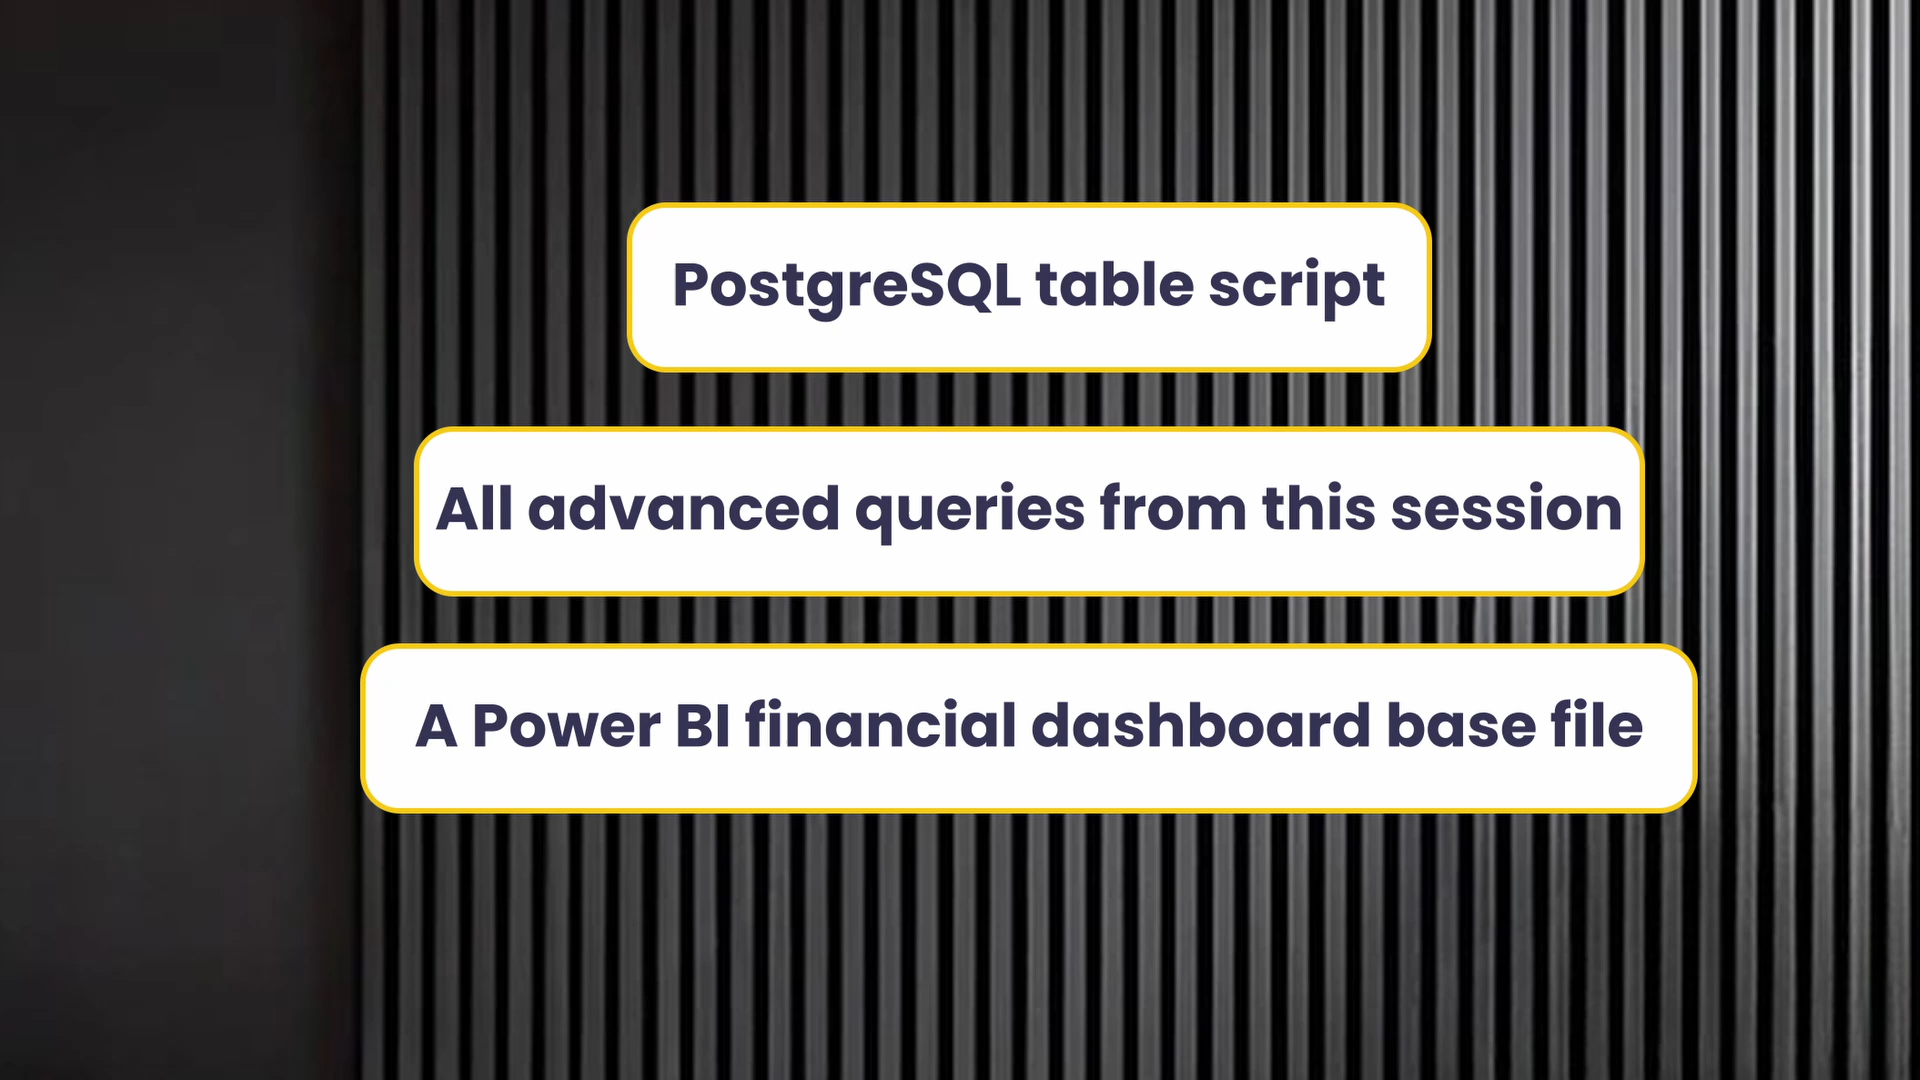 PostgreSQL table script
All advanced queries from this session
A Power BI financial dashboard base file